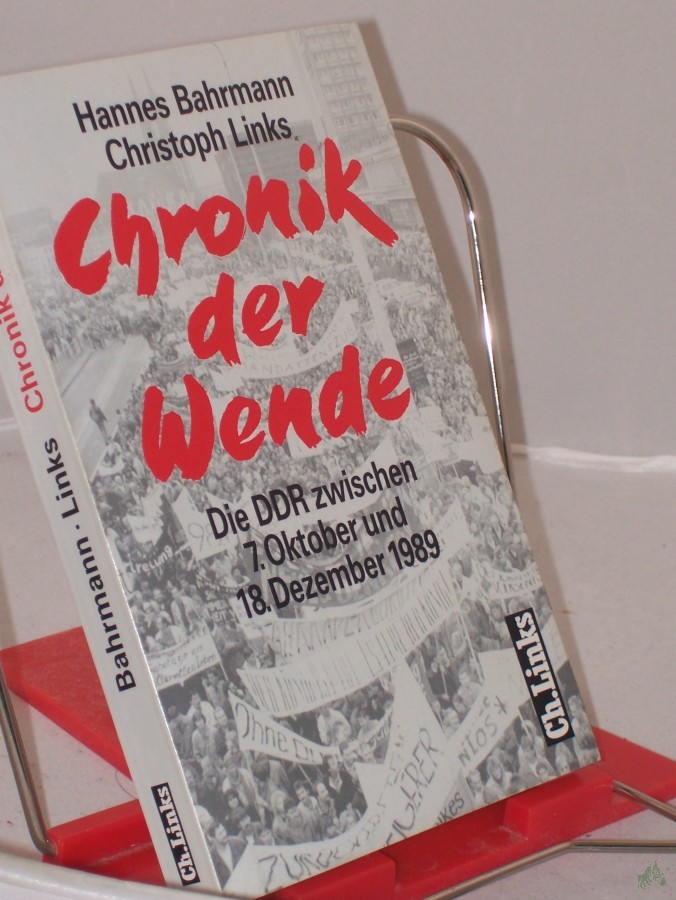 Hannes Bahrmann
Christoph Links
Chronik
der
Wende
Die DDR zwischen
7. Oktober und
18. Dezember 1989
Ch. Links
Bahrmann · Links Chronik d
Ch. Links
Ohne